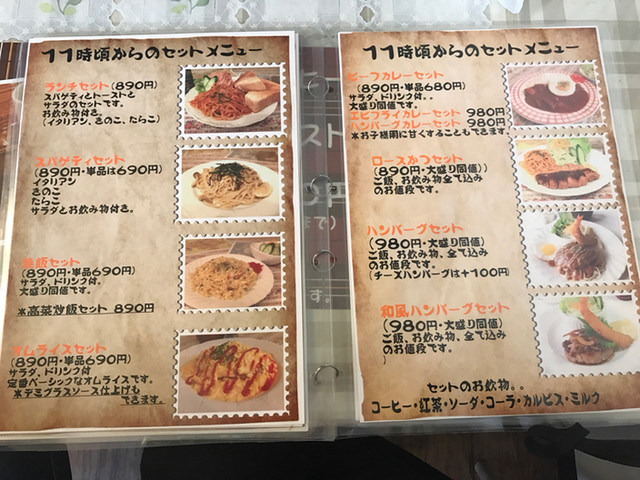 11時頃からのセットメニュー
ランチセット(890円)
スパゲティとトーストと
サラダのセットです。
お飲み物付き。
(イタリアン、きのこ、たらこ)
スパゲティセット
(890円・単品は690円)
イタリアン
きのこ
たらこ
サラダとお飲み物付き。
焼飯セット
(890円・単品690円)
サラダ、ドリンク付。
大盛り同価です。
*高菜炒飯セット 890円
オムライスセット
(890円・単品690円)
サラダ、ドリンク付
定番ベーシックなオムライスです。
*デミグラスソース仕上げも
できます。
11時頃からのセットメニュー
ビーフカレーセット
(890円・単品680円)
サラダ、ドリンク付。。
大盛り同価です。
エビフライカレーセット 980円
ハンバーグカレーセット 980円
*お子様用に甘くすることもできます。
ロースかつセット
(890円・大盛り同価))
ご飯、お飲み物全て込み
のお値段です。
ハンバーグセット
(980円・大盛り同価)
ご飯、お飲み物、全て込み
のお値段です。
(チーズハンバーグは+100円)
和風ハンバーグセット
(980円・大盛り同価)
ご飯、お飲み物、全て込み
のお値段です。
)
セットのお飲物。。
コーヒー・紅茶・ソーダ・コーラ・カルピス・ミルク